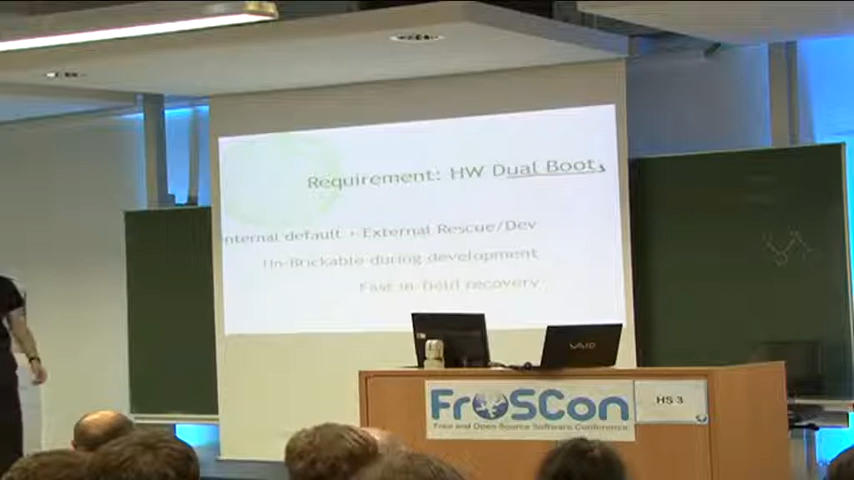 Requirement: HW Dual Boot
Internal default + External Rescue/Dev
Un-Brickable during development
Fast in-field recovery
VAIO
FrOSCon
Free and Open Source Software Conference
HS 3